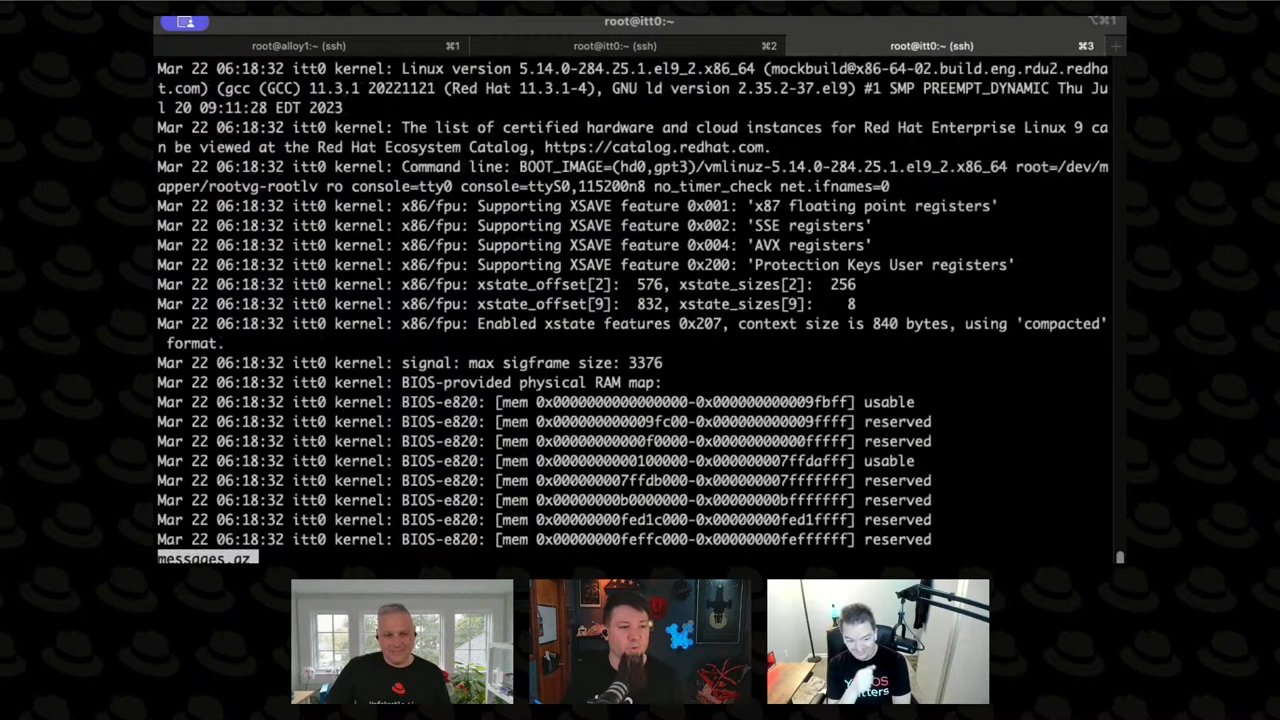 root@itt0:~
⌥⌘1
root@alloy1:~ (ssh) ⌘1 root@itt0:~ (ssh) ⌘2 root@itt0:~ (ssh) ⌘3 +
Mar 22 06:18:32 itt0 kernel: Linux version 5.14.0-284.25.1.el9_2.x86_64 (mockbuild@x86-64-02.build.eng.rdu2.redha
t.com) (gcc (GCC) 11.3.1 20221121 (Red Hat 11.3.1-4), GNU ld version 2.35.2-37.el9) #1 SMP PREEMPT_DYNAMIC Thu Ju
l 20 09:11:28 EDT 2023
Mar 22 06:18:32 itt0 kernel: The list of certified hardware and cloud instances for Red Hat Enterprise Linux 9 ca
n be viewed at the Red Hat Ecosystem Catalog, https://catalog.redhat.com.
Mar 22 06:18:32 itt0 kernel: Command line: BOOT_IMAGE=(hd0,gpt3)/vmlinuz-5.14.0-284.25.1.el9_2.x86_64 root=/dev/m
apper/rootvg-rootlv ro console=tty0 console=ttyS0,115200n8 no_timer_check net.ifnames=0
Mar 22 06:18:32 itt0 kernel: x86/fpu: Supporting XSAVE feature 0x001: 'x87 floating point registers'
Mar 22 06:18:32 itt0 kernel: x86/fpu: Supporting XSAVE feature 0x002: 'SSE registers'
Mar 22 06:18:32 itt0 kernel: x86/fpu: Supporting XSAVE feature 0x004: 'AVX registers'
Mar 22 06:18:32 itt0 kernel: x86/fpu: Supporting XSAVE feature 0x200: 'Protection Keys User registers'
Mar 22 06:18:32 itt0 kernel: x86/fpu: xstate_offset[2]:  576, xstate_sizes[2]:  256
Mar 22 06:18:32 itt0 kernel: x86/fpu: xstate_offset[9]:  832, xstate_sizes[9]:    8
Mar 22 06:18:32 itt0 kernel: x86/fpu: Enabled xstate features 0x207, context size is 840 bytes, using 'compacted'
format.
Mar 22 06:18:32 itt0 kernel: signal: max sigframe size: 3376
Mar 22 06:18:32 itt0 kernel: BIOS-provided physical RAM map:
Mar 22 06:18:32 itt0 kernel: BIOS-e820: [mem 0x0000000000000000-0x000000000009fbff] usable
Mar 22 06:18:32 itt0 kernel: BIOS-e820: [mem 0x000000000009fc00-0x000000000009ffff] reserved
Mar 22 06:18:32 itt0 kernel: BIOS-e820: [mem 0x00000000000f0000-0x00000000000fffff] reserved
Mar 22 06:18:32 itt0 kernel: BIOS-e820: [mem 0x0000000000100000-0x000000007ffdafff] usable
Mar 22 06:18:32 itt0 kernel: BIOS-e820: [mem 0x000000007ffdb000-0x000000007fffffff] reserved
Mar 22 06:18:32 itt0 kernel: BIOS-e820: [mem 0x00000000b0000000-0x00000000bfffffff] reserved
Mar 22 06:18:32 itt0 kernel: BIOS-e820: [mem 0x00000000fed1c000-0x00000000fed1ffff] reserved
Mar 22 06:18:32 itt0 kernel: BIOS-e820: [mem 0x00000000feffc000-0x00000000feffffff] reserved
messages.gz